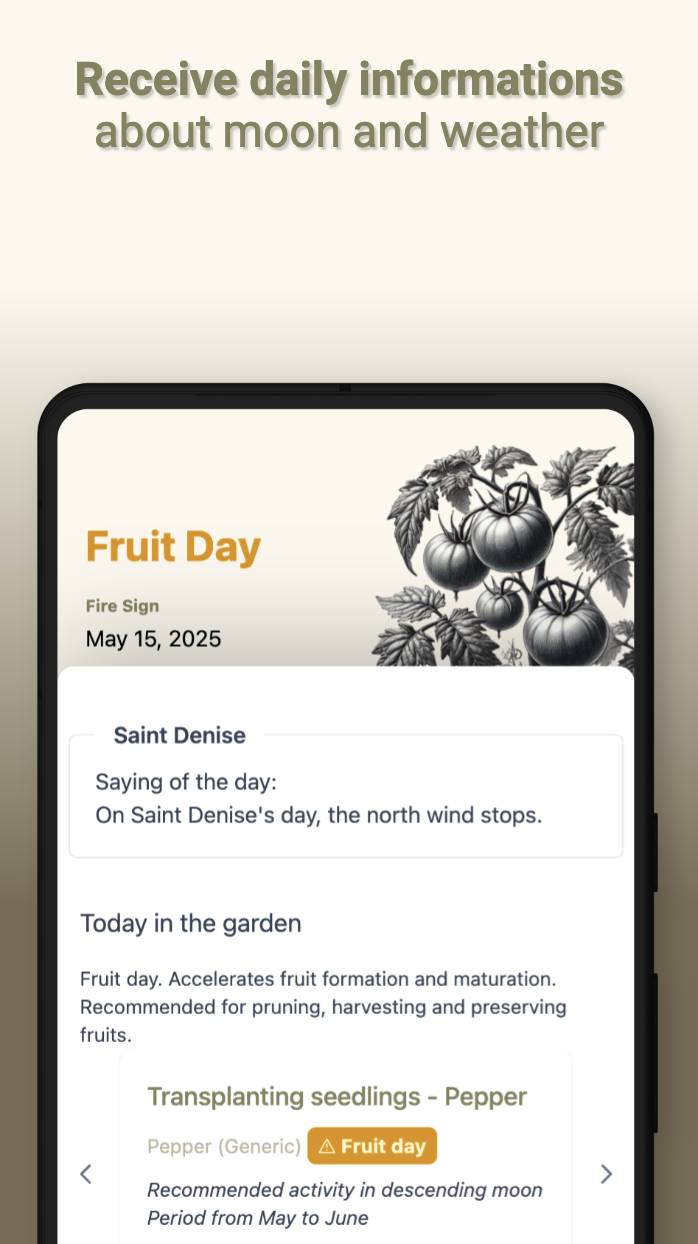 Receive daily informations
about moon and weather
Fruit Day
Fire Sign
May 15, 2025
Saint Denise
Saying of the day:
On Saint Denise's day, the north wind stops.
Today in the garden
Fruit day. Accelerates fruit formation and maturation.
Recommended for pruning, harvesting and preserving
fruits.
Transplanting seedlings - Pepper
Pepper (Generic) ⚠ Fruit day
Recommended activity in descending moon
Period from May to June